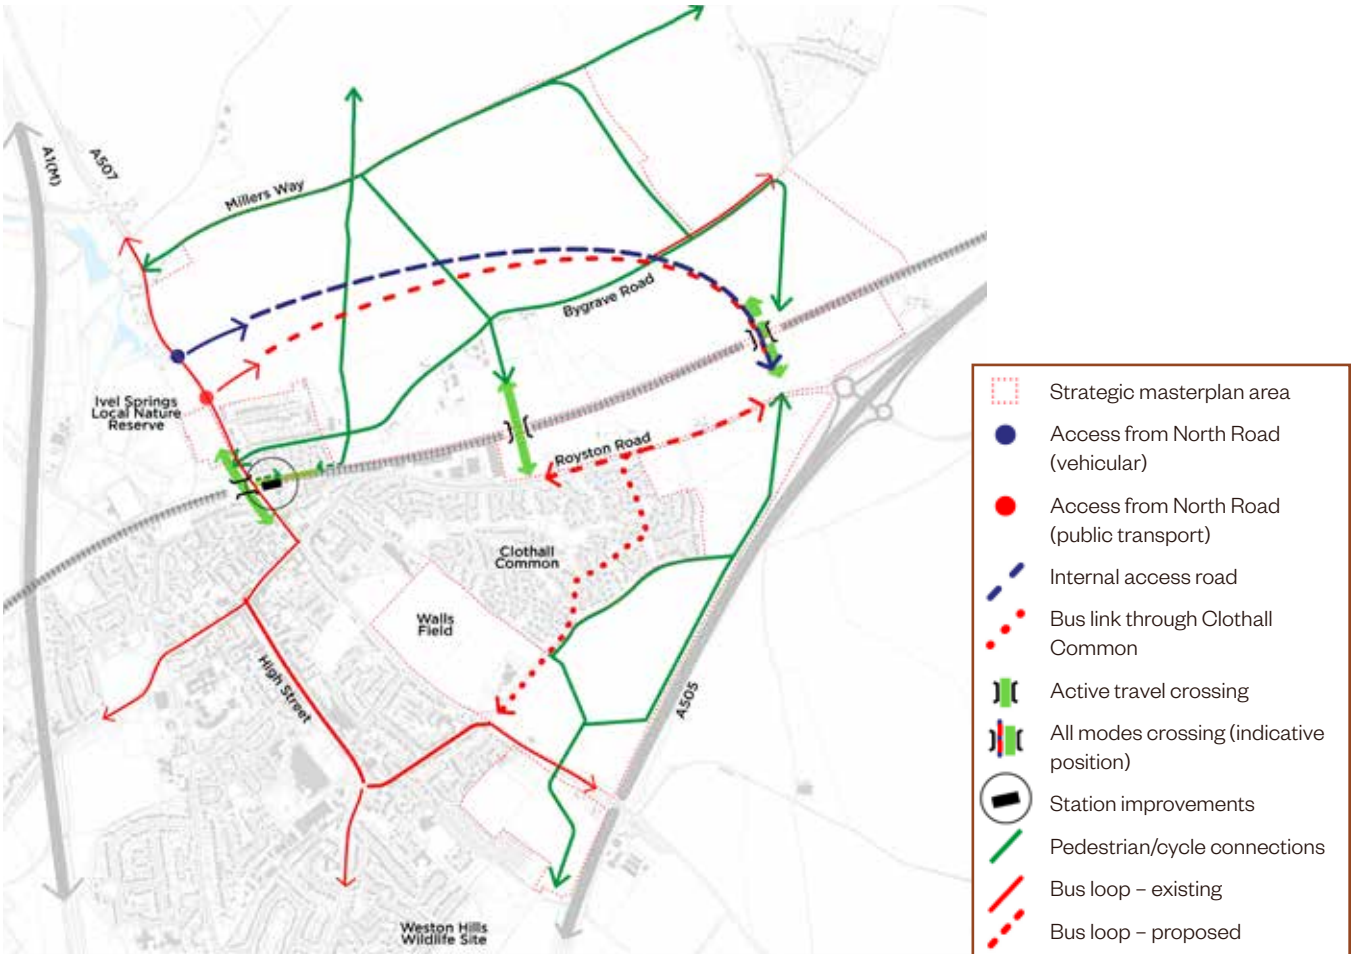 A1(M)
A507
Millers Way
Bygrave Road
Ivel Springs
Local Nature
Reserve
Royston Road
Clothall
Common
Walls
Field
High Street
A505
Weston Hills
Wildlife Site
Strategic masterplan area
Access from North Road
(vehicular)
Access from North Road
(public transport)
Internal access road
Bus link through Clothall
Common
Active travel crossing
All modes crossing (indicative
position)
Station improvements
Pedestrian/cycle connections
Bus loop – existing
Bus loop – proposed